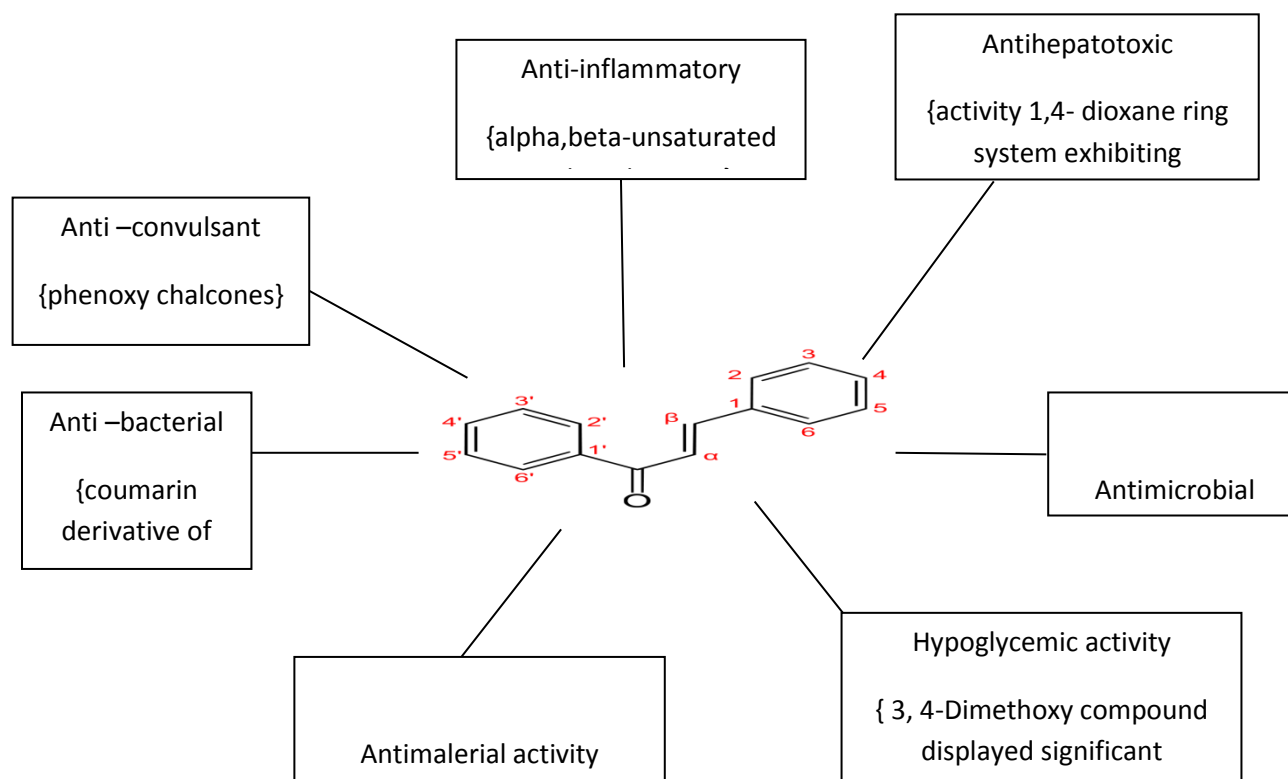 Anti-inflammatory
{alpha,beta-unsaturated
Antihepatotoxic
{activity 1,4- dioxane ring
system exhibiting
Anti –convulsant
{phenoxy chalcones}
Anti –bacterial
{coumarin
derivative of
3
2
4
1
5
6
β
α
3'
4'
2'
5'
1'
6'
O
Antimicrobial
Hypoglycemic activity
{ 3, 4-Dimethoxy compound
displayed significant
Antimalerial activity